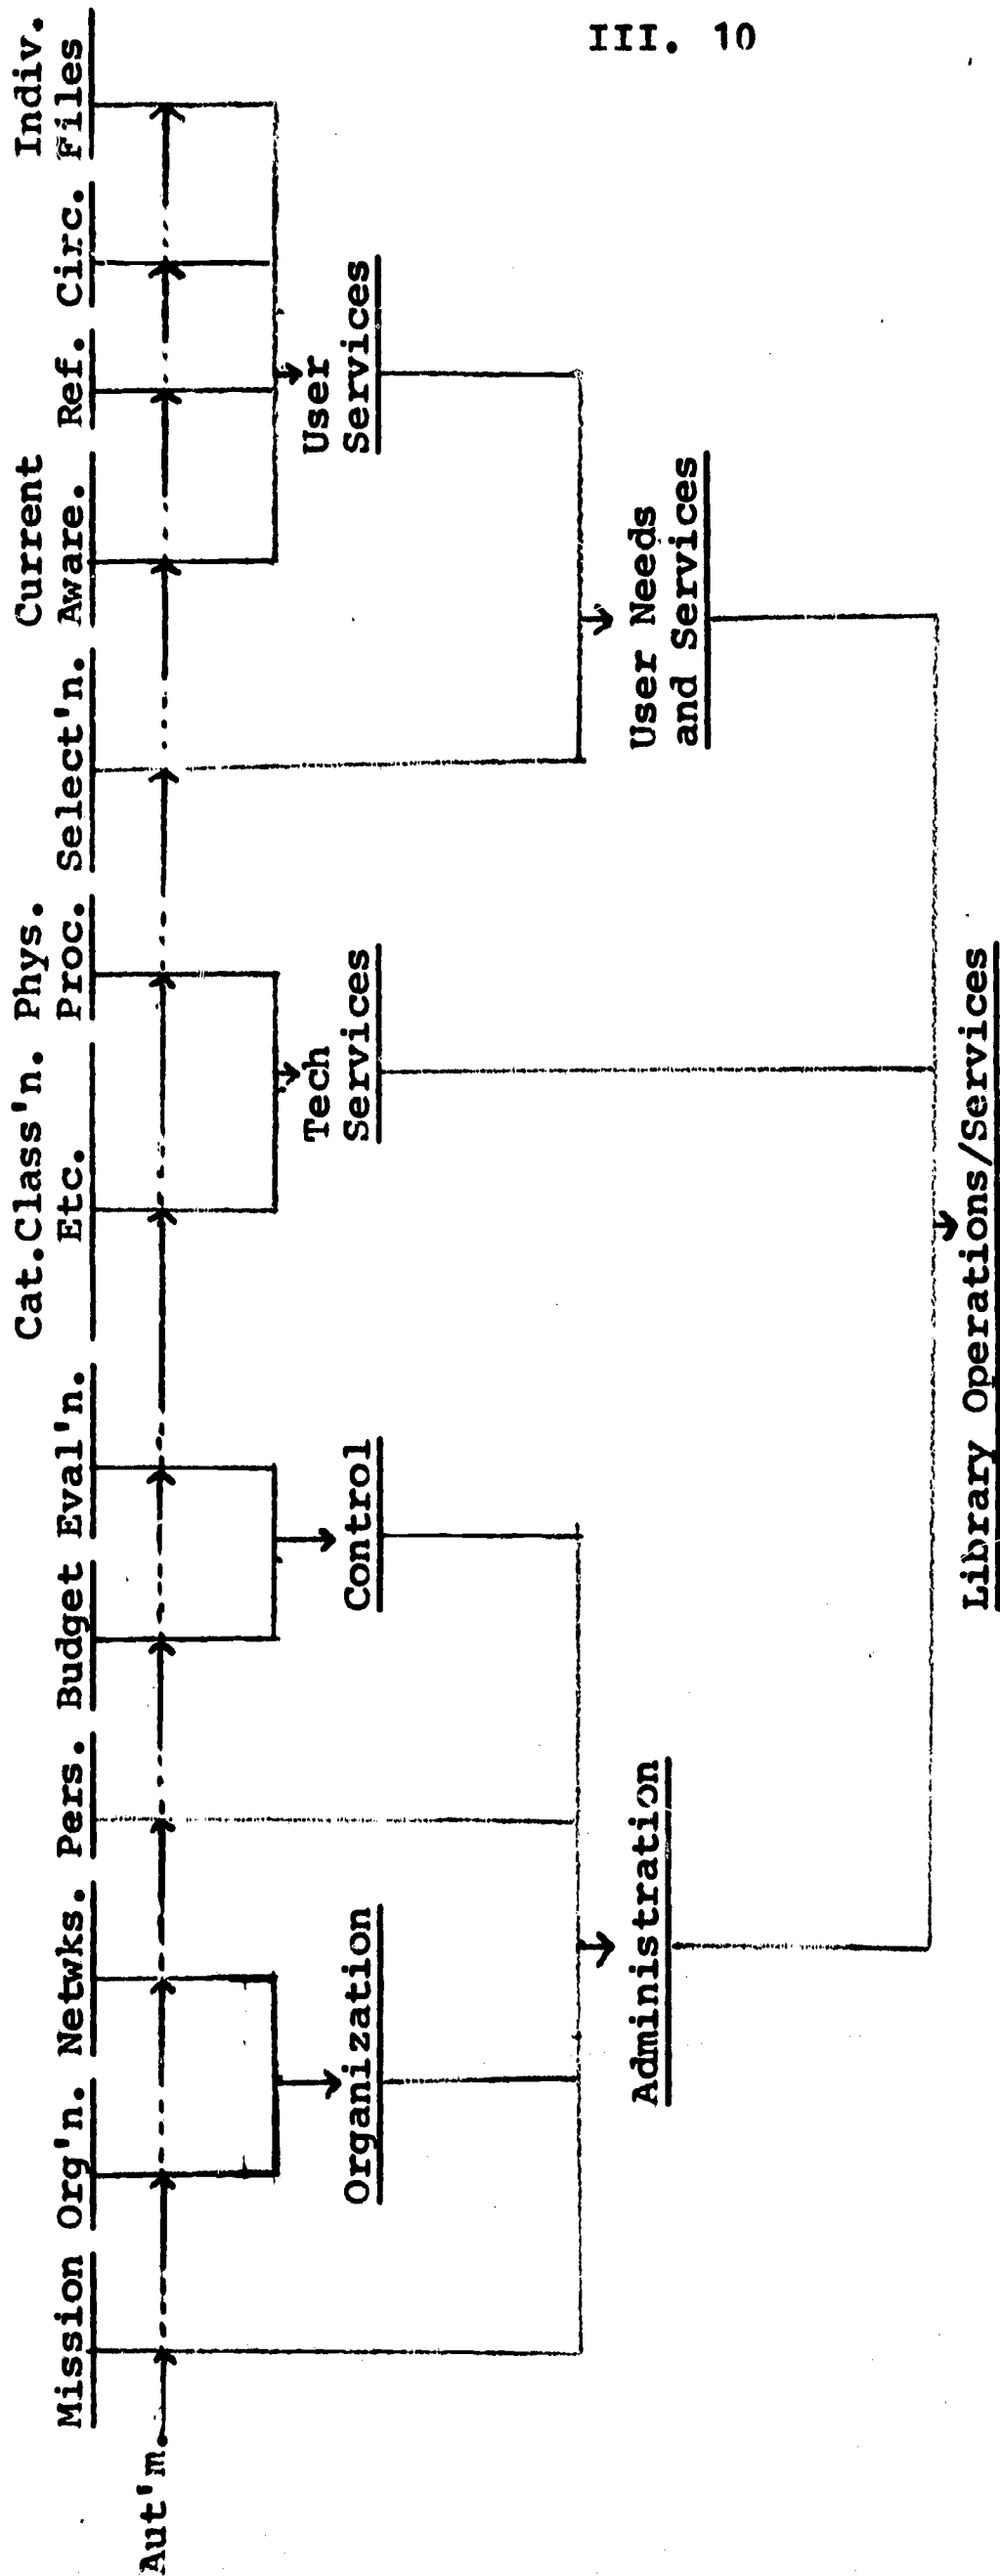 III. 10
Indiv.
Files
Circ.
Ref.
Current
Aware.
Select'n.
Phys.
Proc.
Cat.Class'n.
Etc.
Eval'n.
Budget
Pers.
Netwks.
Org'n.
Mission
Aut'm.
User
Services
Tech
Services
Control
Organization
User Needs
and Services
Administration
Library Operations/Services